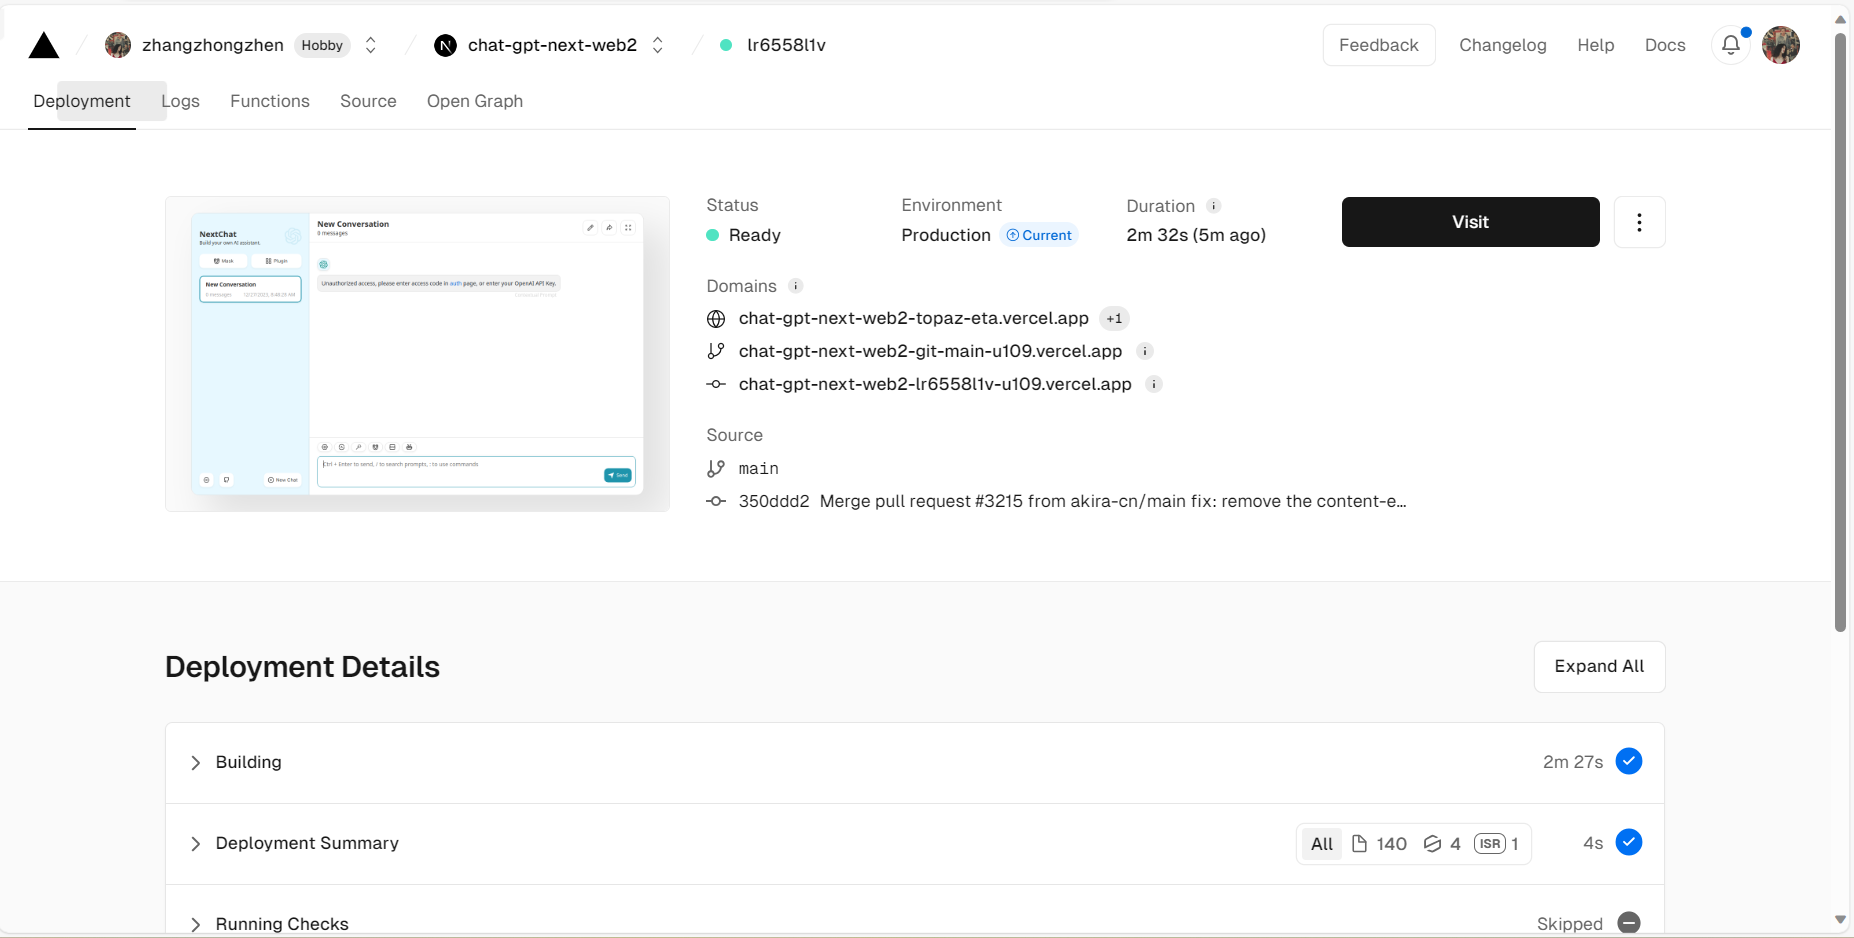 zhangzhongzhen Hobby chat-gpt-next-web2 lr6558l1v Feedback Changelog Help Docs
Deployment Logs Functions Source Open Graph
NextChat
Build your own AI assistant.
Mask Plugin
New Conversation
0 messages
New Conversation
0 messages
Unauthorized access, please enter access code in auth page, or enter your OpenAI API Key.
Ctrl + Enter to send, / to search prompts, : to use commands
Send
New Chat
Status Environment Duration
Ready Production Current 2m 32s (5m ago)
Visit
Domains
chat-gpt-next-web2-topaz-eta.vercel.app +1
chat-gpt-next-web2-git-main-u109.vercel.app
chat-gpt-next-web2-lr6558l1v-u109.vercel.app
Source
main
350ddd2 Merge pull request #3215 from akira-cn/main fix: remove the content-e...
Deployment Details Expand All
Building 2m 27s
Deployment Summary All 140 4 ISR 1 4s
Running Checks Skipped